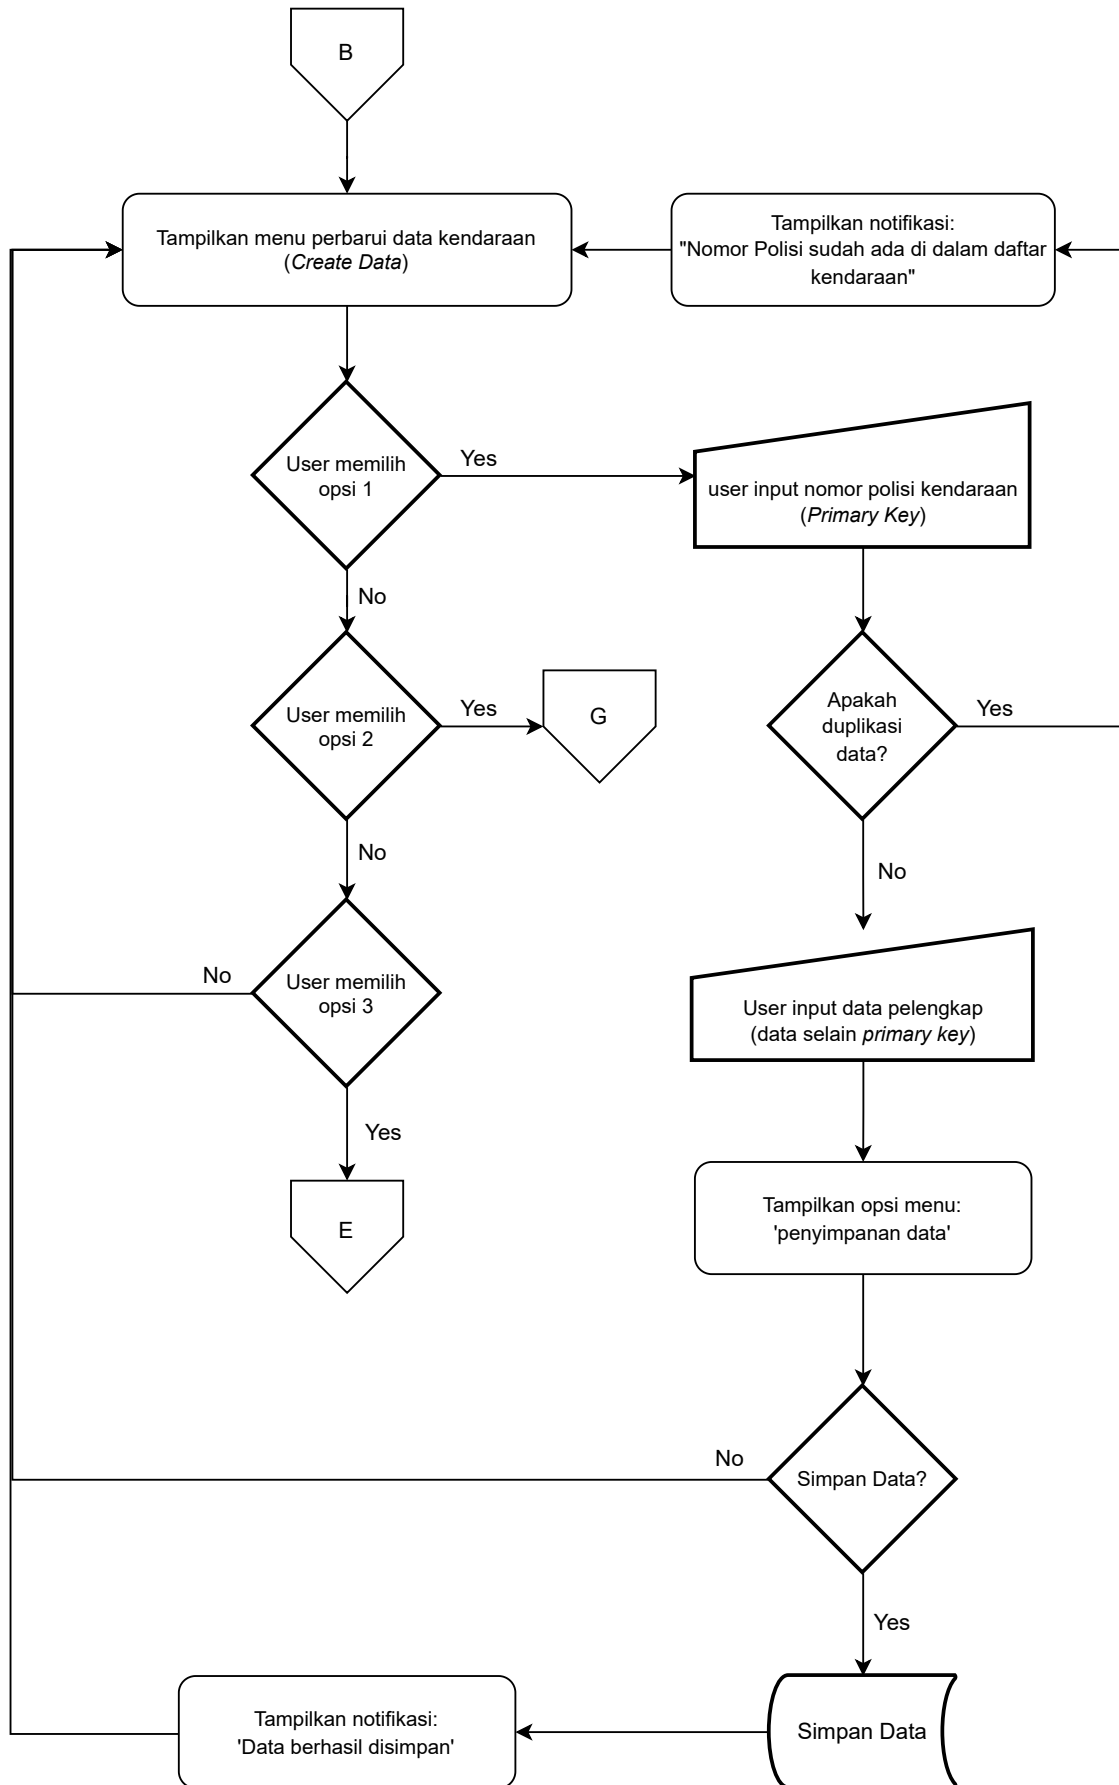 B
Tampilkan menu perbarui data kendaraan
(Create Data)
Tampilkan notifikasi:
"Nomor Polisi sudah ada di dalam daftar
kendaraan"
User memilih
opsi 1
Yes
user input nomor polisi kendaraan
(Primary Key)
No
User memilih
opsi 2
Yes
G
Apakah
duplikasi
data?
Yes
No
No
User memilih
opsi 3
No
User input data pelengkap
(data selain primary key)
Yes
E
Tampilkan opsi menu:
'penyimpanan data'
No
Simpan Data?
Yes
Tampilkan notifikasi:
'Data berhasil disimpan'
Simpan Data